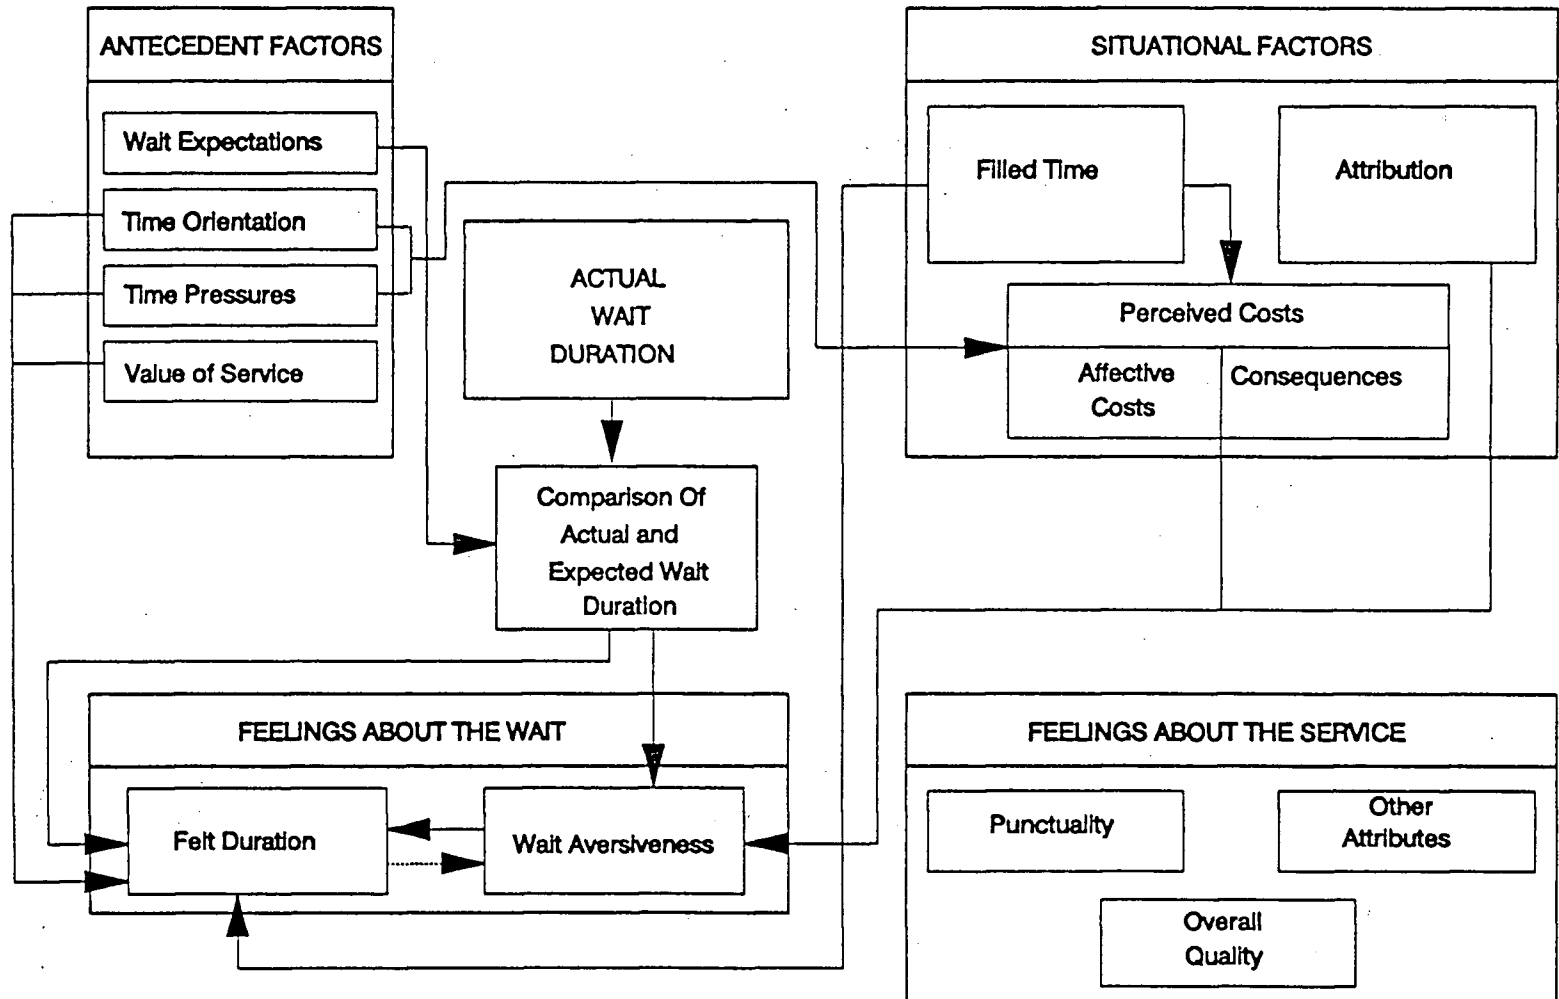 ANTECEDENT FACTORS
Wait Expectations
Time Orientation
Time Pressures
Value of Service
ACTUAL
WAIT
DURATION
Comparison Of
Actual and
Expected Wait
Duration
SITUATIONAL FACTORS
Filled Time
Attribution
Perceived Costs
Affective
Costs
Consequences
FEELINGS ABOUT THE WAIT
Felt Duration
Wait Aversiveness
FEELINGS ABOUT THE SERVICE
Punctuality
Other
Attributes
Overall
Quality